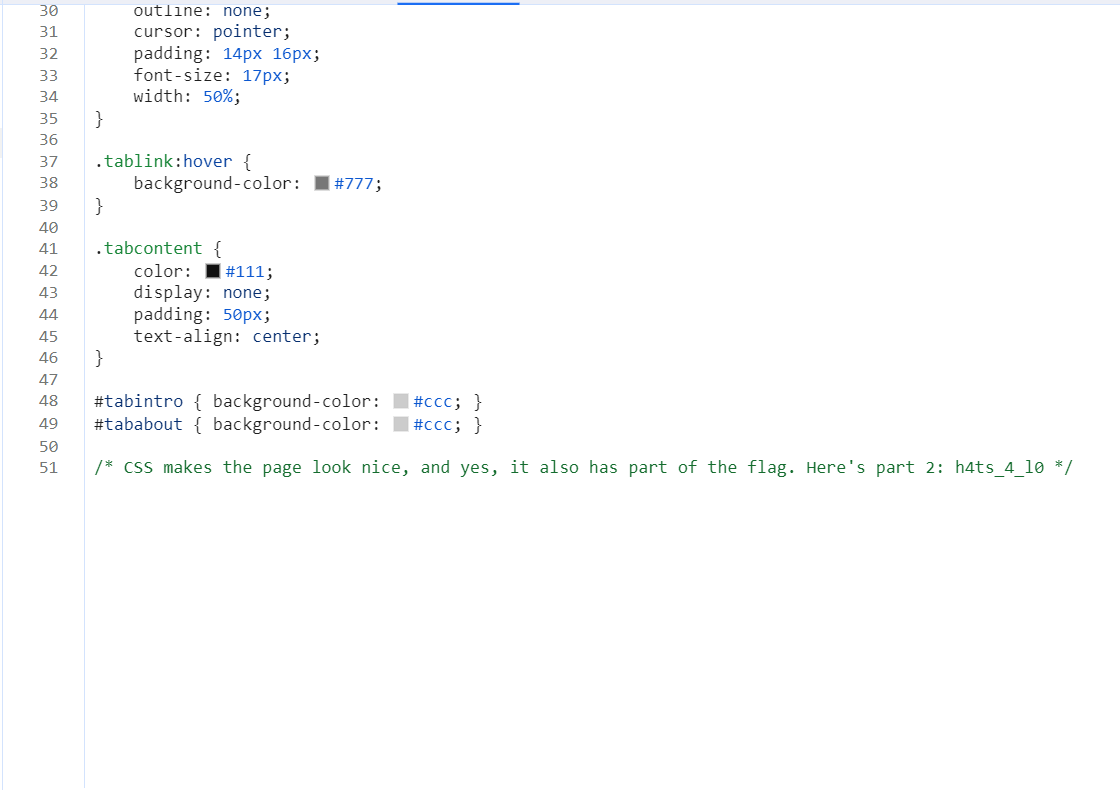 30 outline: none;
31 cursor: pointer;
32 padding: 14px 16px;
33 font-size: 17px;
34 width: 50%;
35 }
36
37 .tablink:hover {
38 background-color: #777;
39 }
40
41 .tabcontent {
42 color: #111;
43 display: none;
44 padding: 50px;
45 text-align: center;
46 }
47
48 #tabintro { background-color: #ccc; }
49 #tababout { background-color: #ccc; }
50
51 /* CSS makes the page look nice, and yes, it also has part of the flag. Here's part 2: h4ts_4_l0 */